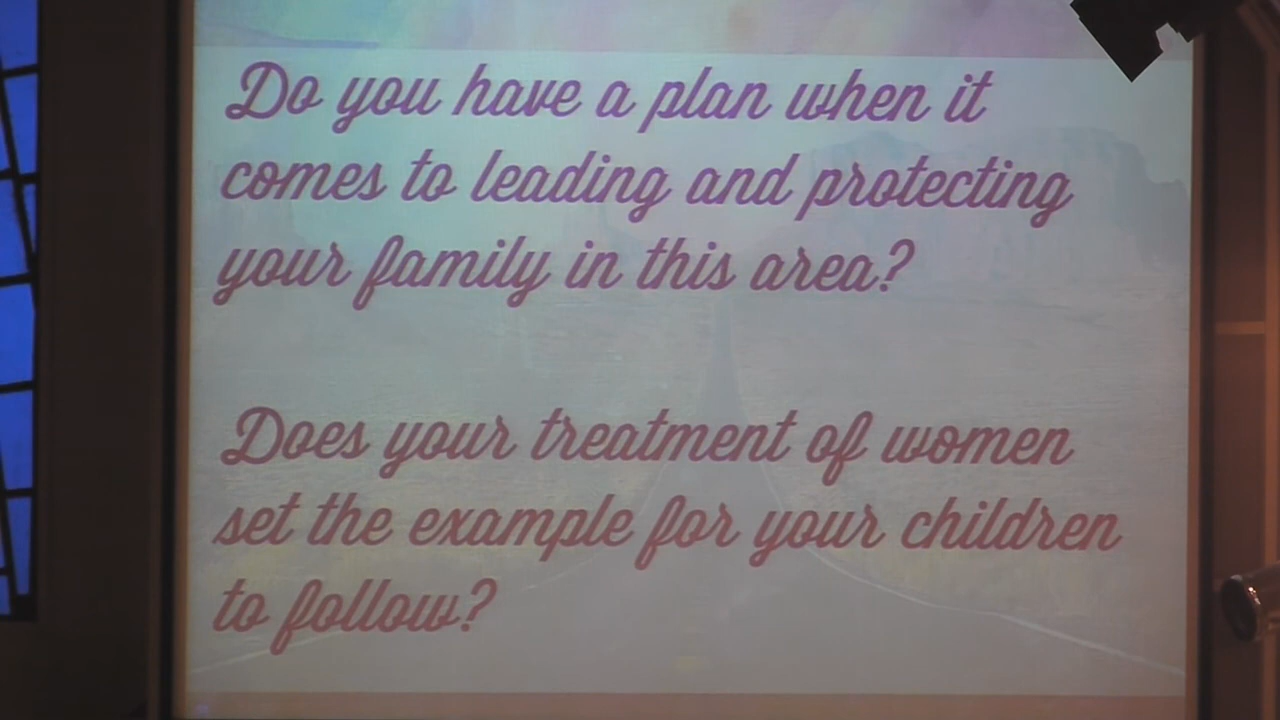 Do you have a plan when it
comes to leading and protecting
your family in this area?
Does your treatment of women
set the example for your children
to follow?